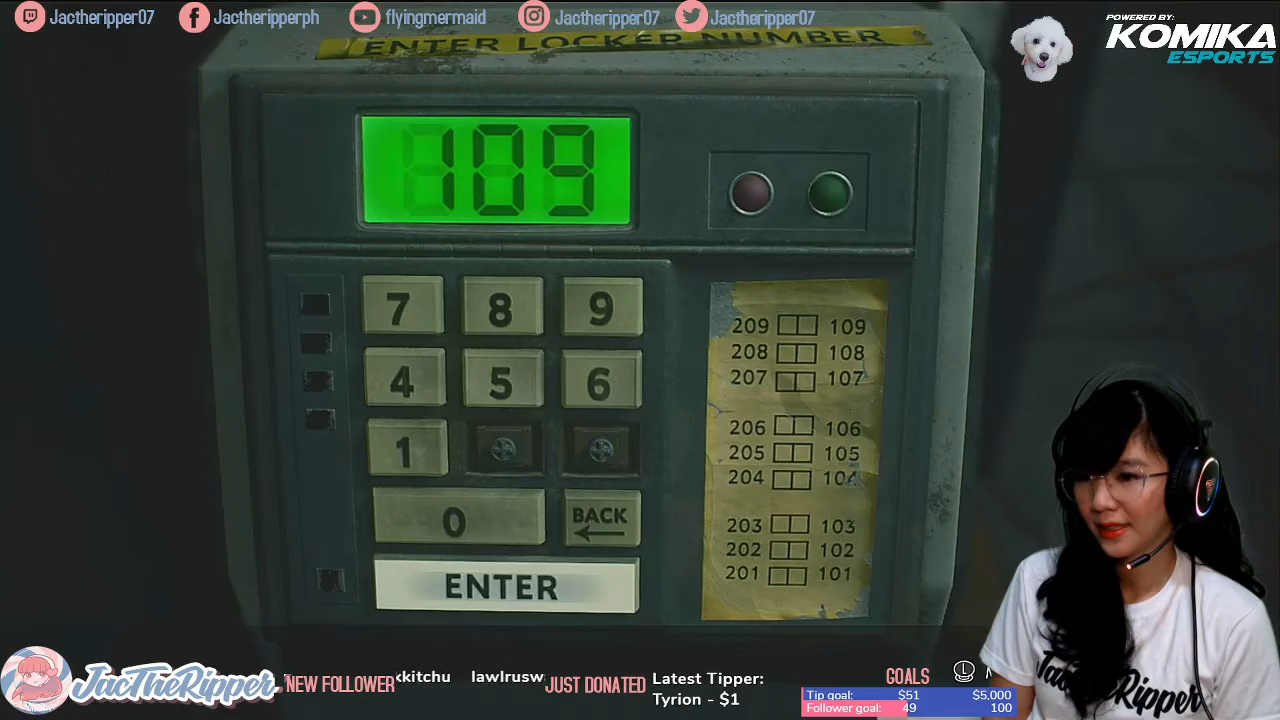 Jactheripper07
Jactheripperph
flyingmermaid
Jactheripper07
Jactheripper07
POWERED BY:
KOMIKA
ESPORTS
ENTER LOCKER NUMBER
109
7 8 9
4 5 6
1
0 BACK
ENTER
209 109
208 108
207 107
206 106
205 105
204 104
203 103
202 102
201 101
JacTheRipper
NEW FOLLOWER
kkitchu lawlrusw
JUST DONATED
Latest Tipper:
Tyrion - $1
GOALS
Tip goal: $51 $5,000
Follower goal: 49 100
JacTheRipper